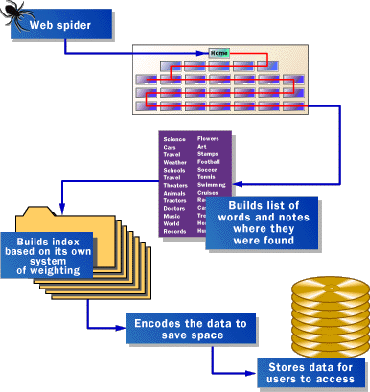 Web spider
Home
Science Flowers
Cars Art
Travel Stamps
Weather Football
Schools Soccer
Travel Tennis
Theaters Swimming
Animals Cruises
Tractors
Doctors
Music
World
Records
Builds list of
words and notes
where they
were found
Builds index
based on its own
system
of weighting
Encodes the data to
save space
Stores data for
users to access